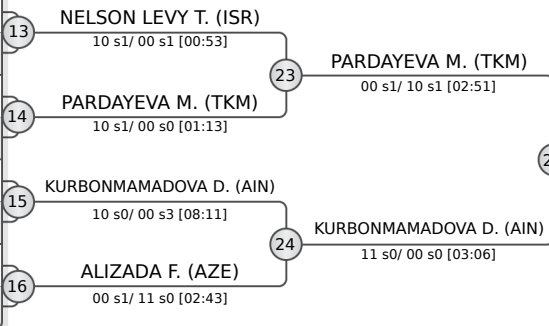 13
NELSON LEVY T. (ISR)
10 s1/ 00 s1 [00:53]
23
PARDAYEVA M. (TKM)
00 s1/ 10 s1 [02:51]
14
PARDAYEVA M. (TKM)
10 s1/ 00 s0 [01:13]
15
KURBONMAMADOVA D. (AIN)
10 s0/ 00 s3 [08:11]
24
KURBONMAMADOVA D. (AIN)
11 s0/ 00 s0 [03:06]
16
ALIZADA F. (AZE)
00 s1/ 11 s0 [02:43]